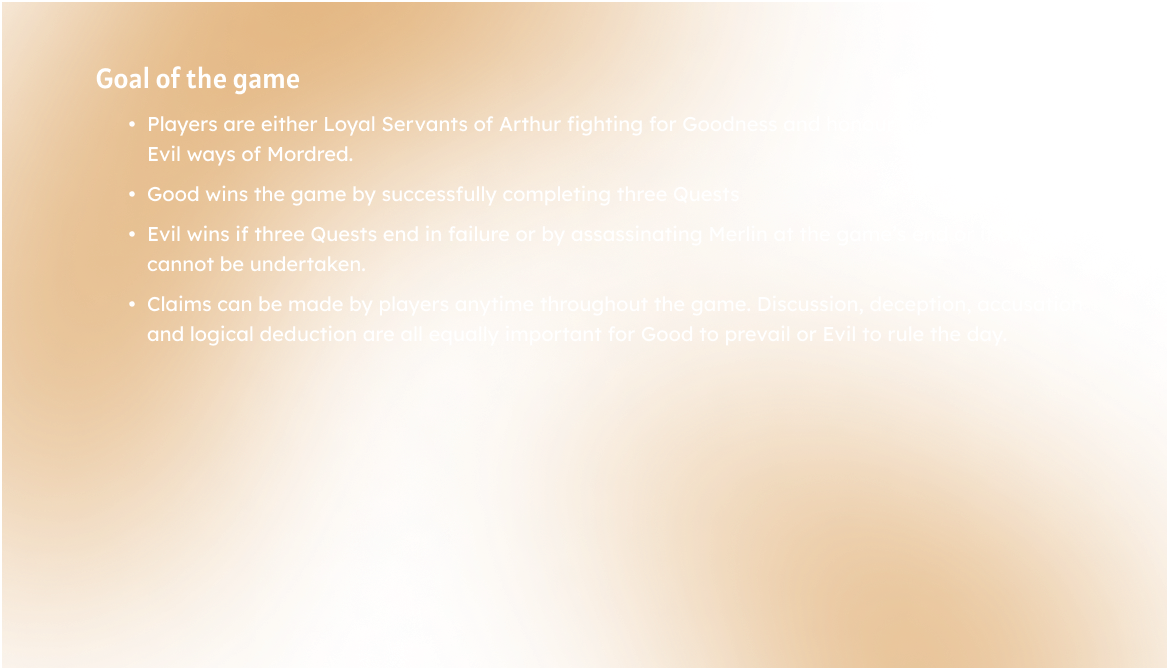 Goal of the game
• Players are either Loyal Servants of Arthur fighting for Goodness and
Evil ways of Mordred.
• Good wins the game by successfully completing three Quests
• Evil wins if three Quests end in failure or by assassinating Merlin at the game's
cannot be undertaken.
• Claims can be made by players anytime throughout the game. Discussion, deception, accusation
and logical deduction are all equally important for Good to prevail or Evil to rule the day.